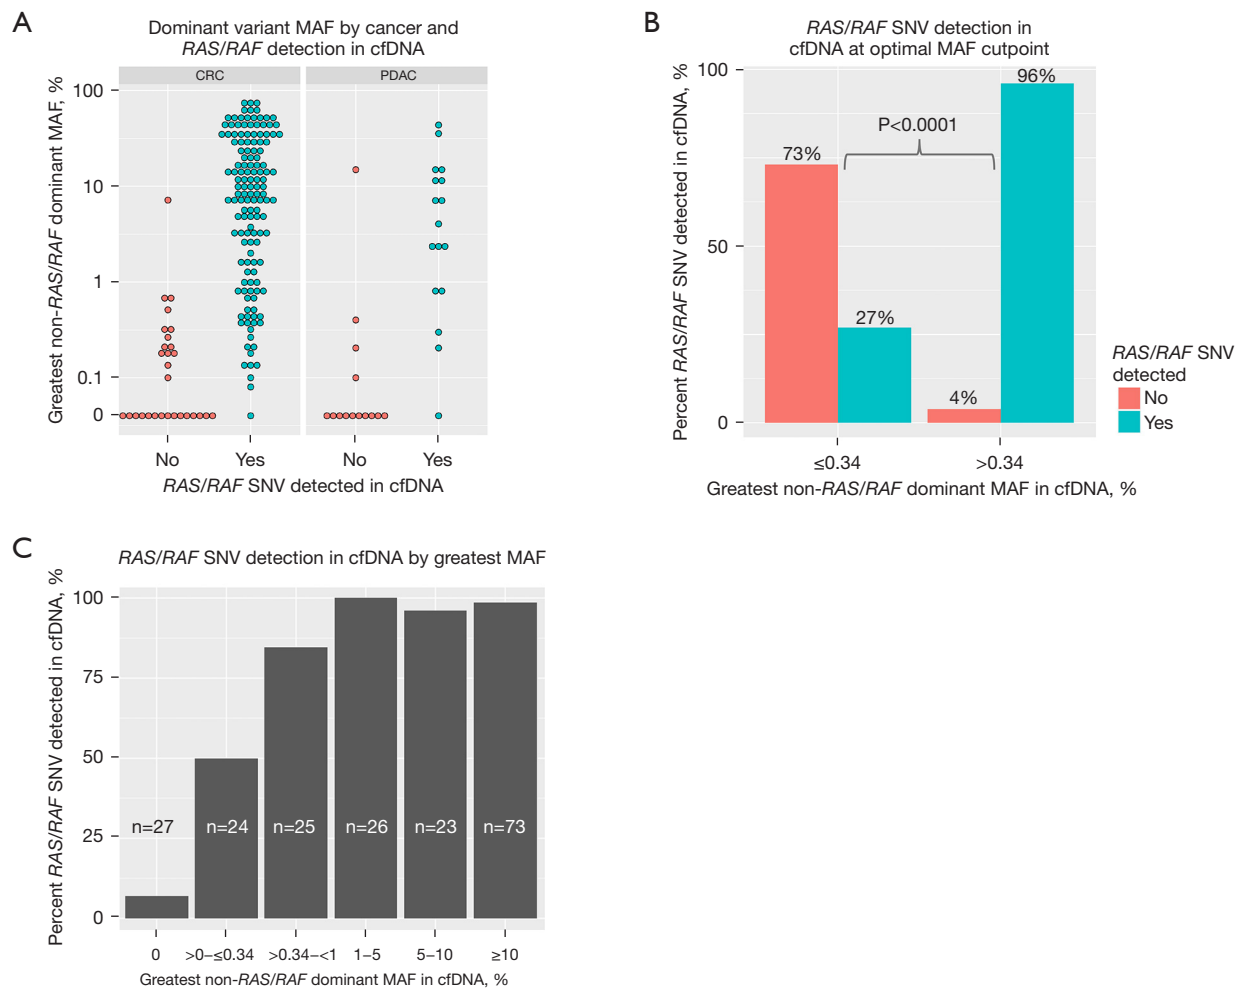 A
Dominant variant MAF by cancer and
RAS/RAF detection in cfDNA
CRC
PDAC
Greatest non-RAS/RAF dominant MAF, %
100
10
1
0.1
0
No
Yes
No
Yes
RAS/RAF SNV detected in cfDNA
B
RAS/RAF SNV detection in
cfDNA at optimal MAF cutpoint
Percent RAS/RAF SNV detected in cfDNA, %
100
50
0
73%
27%
P<0.0001
4%
96%
≤0.34
>0.34
Greatest non-RAS/RAF dominant MAF in cfDNA, %
RAS/RAF SNV
detected
No
Yes
C
RAS/RAF SNV detection in cfDNA by greatest MAF
Percent RAS/RAF SNV detected in cfDNA, %
100
75
50
25
0
n=27
n=24
n=25
n=26
n=23
n=73
0
>0–≤0.34
>0.34–<1
1–5
5–10
≥10
Greatest non-RAS/RAF dominant MAF in cfDNA, %